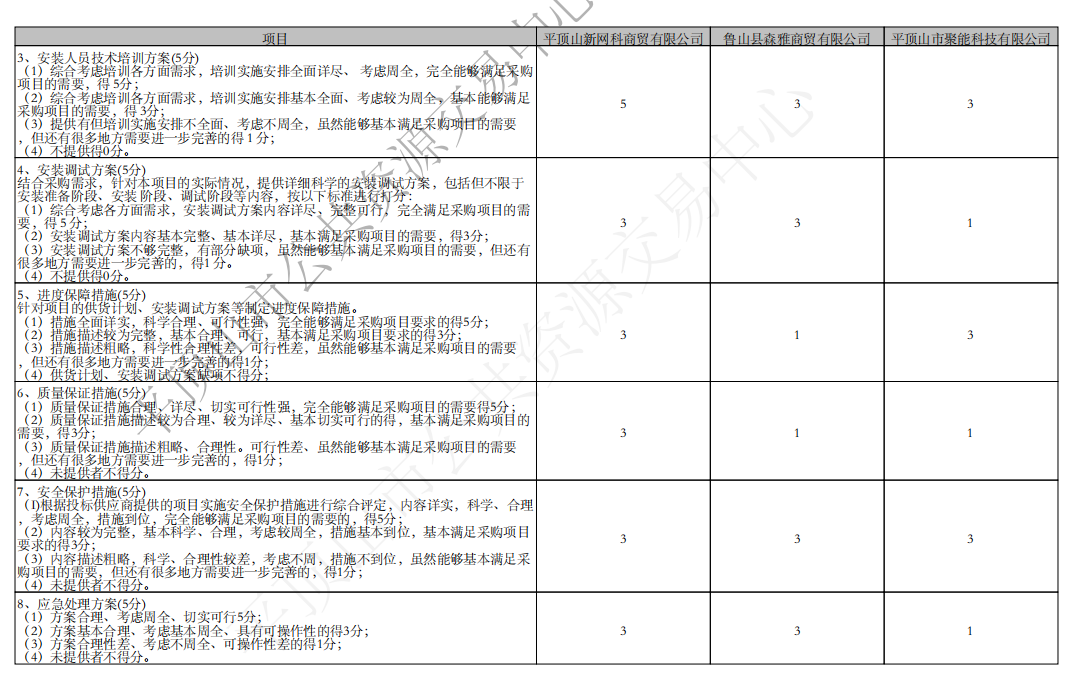 项目 平顶山新网科商贸有限公司 鲁山县森雅商贸有限公司 平顶山市聚能科技有限公司
3、安装人员技术培训方案(5分)
（1）综合考虑培训各方面需求，培训实施安排全面详尽、 考虑周全，完全能够满足采购
项目的需要，得 5分；
（2）综合考虑培训各方面需求，培训实施安排基本全面、考虑较为周全，基本能够满足
采购项目的需要，得 3分；
（3）提供有但培训实施安排不全面、考虑不周全，虽然能够基本满足采购项目的需要
，但还有很多地方需要进一步完善的得 1 分；
（4）不提供得0分。
5 3 3
4、安装调试方案(5分)
结合采购需求，针对本项目的实际情况，提供详细科学的安装调试方案，包括但不限于
安装准备阶段、安装 阶段、调试阶段等内容，按以下标准进行打分：
（1）综合考虑各方面需求，安装调试方案内容详尽、完整可行，完全满足采购项目的需
要，得 5 分；
（2）安装调试方案内容基本完整、基本详尽，基本满足采购项目的需要，得3分；
（3）安装调试方案不够完整，有部分缺项，虽然能够基本满足采购项目的需要，但还有
很多地方需要进一步完善的，得1 分。
（4）不提供得0分。
3 3 1
5、进度保障措施(5分)
针对项目的供货计划、安装调试方案等制定进度保障措施。
（1）措施全面详实，科学合理、可行性强，完全能够满足采购项目要求的得5分；
（2）措施描述较为完整，基本合理、可行，基本满足采购项目要求的得3分；
（3）措施描述粗略，科学性合理性差，可行性差，虽然能够基本满足采购项目的需要
，但还有很多地方需要进一步完善的得1分；
（4）供货计划、安装调试方案缺项不得分；
3 1 3
6、质量保证措施(5分)
（1）质量保证措施合理、详尽、切实可行性强，完全能够满足采购项目的需要得5分；
（2）质量保证措施描述较为合理、较为详尽、基本切实可行的得，基本满足采购项目的
需要，得3分；
（3）质量保证措施描述粗略、合理性。可行性差、虽然能够基本满足采购项目的需要
，但还有很多地方需要进一步完善的，得1分；
（4）未提供者不得分。
3 1 1
7、安全保护措施(5分)
（I)根据投标供应商提供的项目实施安全保护措施进行综合评定，内容详实，科学、合理
，考虑周全，措施到位，完全能够满足采购项目的需要的，得5分；
（2）内容较为完整，基本科学、合理，考虑较周全，措施基本到位，基本满足采购项目
要求的得3分；
（3）内容描述粗略，科学、合理性较差，考虑不周，措施不到位，虽然能够基本满足采
购项目的需要，但还有很多地方需要进一步完善的，得1分；
（4）未提供者不得分。
3 3 3
8、应急处理方案(5分)
（1）方案合理、考虑周全、切实可行5分；
（2）方案基本合理、考虑基本周全、具有可操作性的得3分；
（3）方案合理性差、考虑不周全、可操作性差的得1分；
（4）未提供者不得分。
3 3 1
平顶山市公共资源交易中心
平顶山市公共资源交易中心